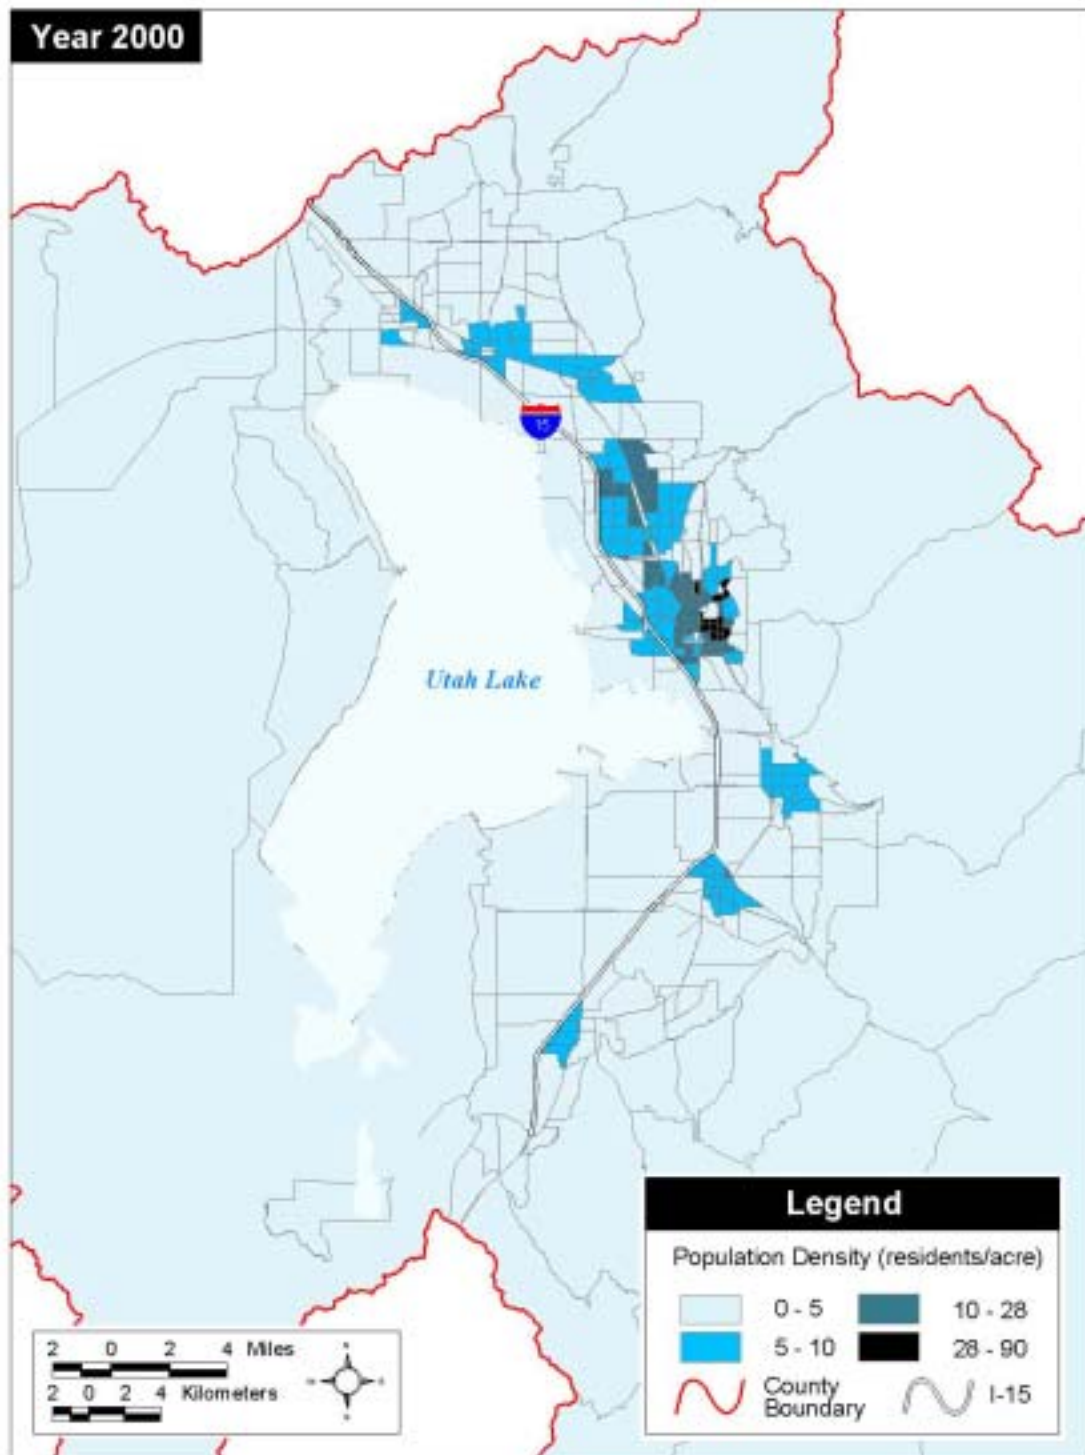 Year 2000
15
Utah Lake
Legend
Population Density (residents/acre)
0 - 5
10 - 28
5 - 10
28 - 90
County
Boundary
I-15
2 0 2 4 Miles
2 0 2 4 Kilometers